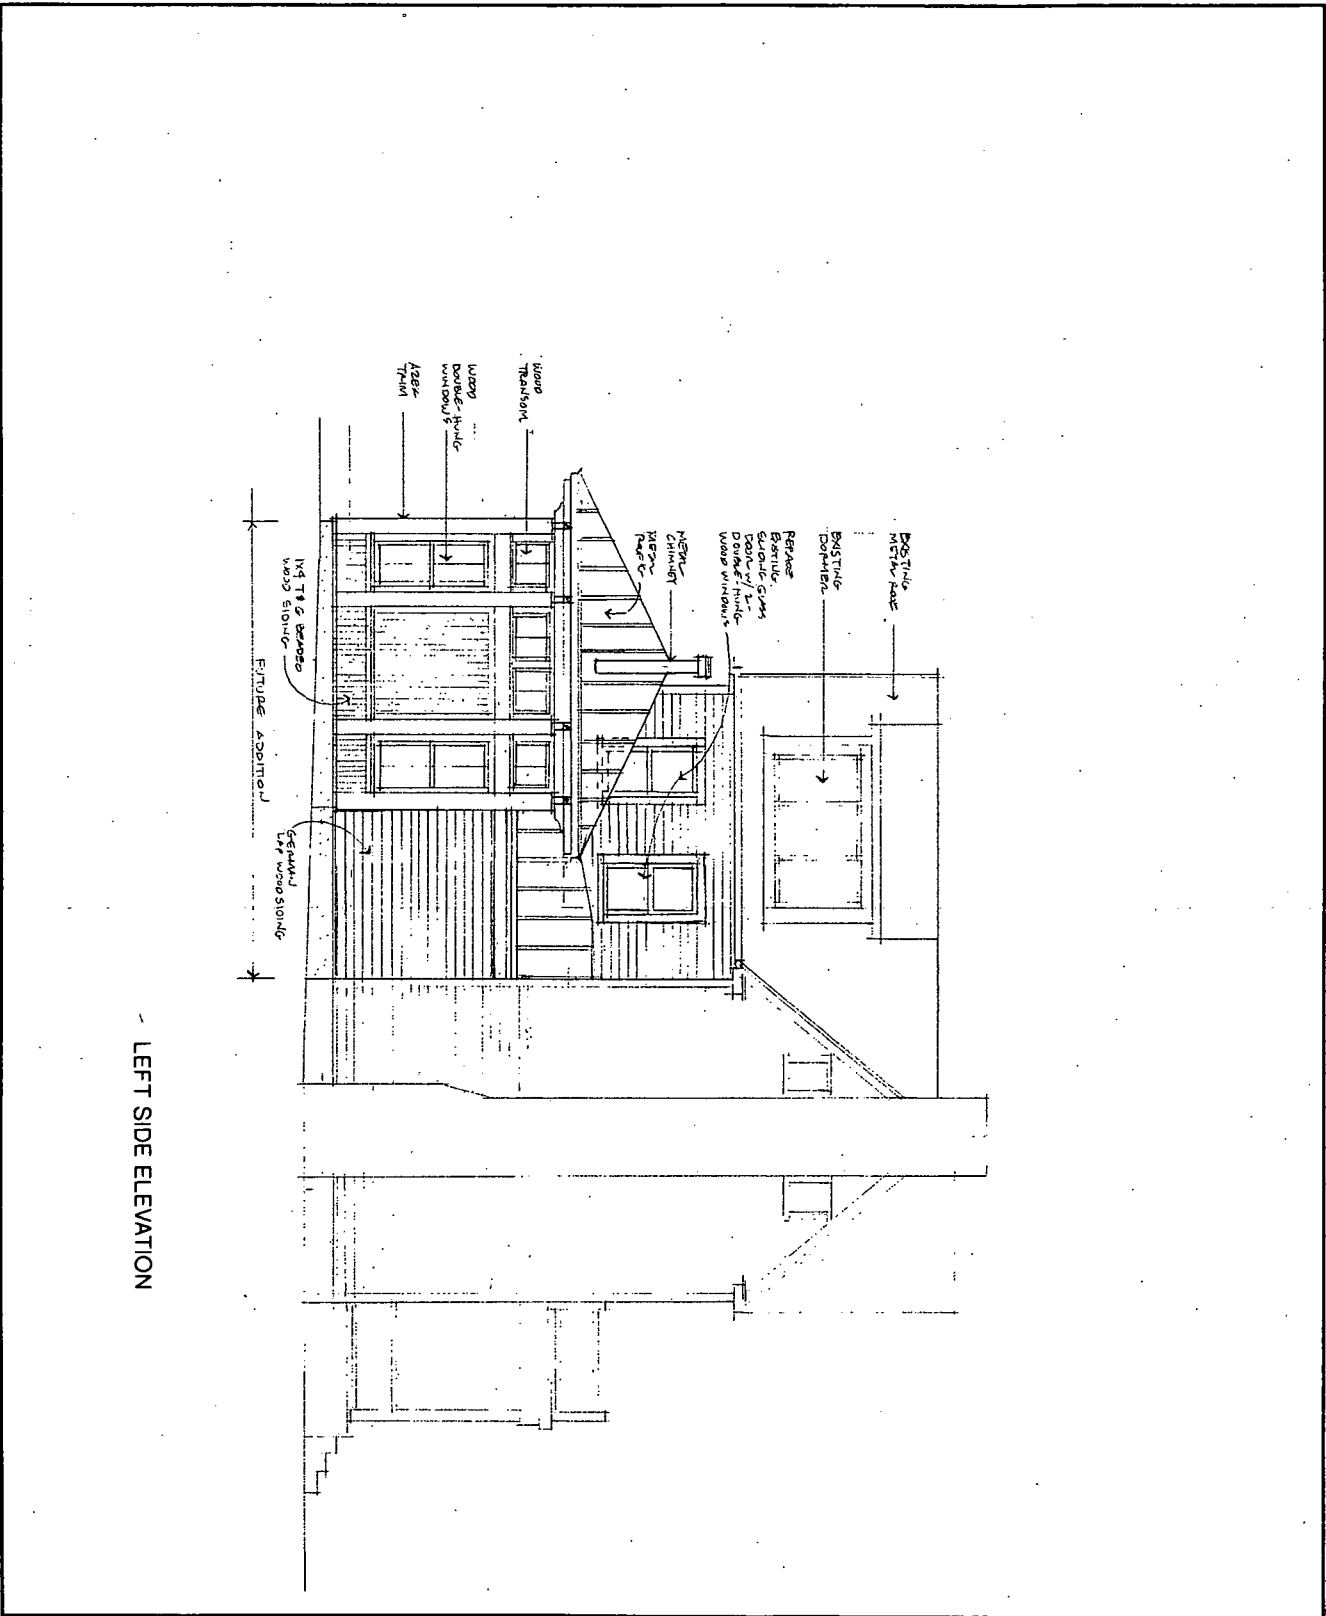 EXISTING
METAL ROOF
EXISTING
DORMER
REPLACE
EXISTING
SLIDING GLASS
DOOR W/ 2-
DOUBLE-HUNG
WOOD WINDOWS
METAL
CHIMNEY
METAL
ROOF
WOOD
TRANSOM
WOOD
DOUBLE-HUNG
WINDOWS
AZEK
TRIM
1X4 T & G BEADED
WOOD SIDING
GERMAN
LAP WOOD SIDING
FUTURE ADDITION
LEFT SIDE ELEVATION